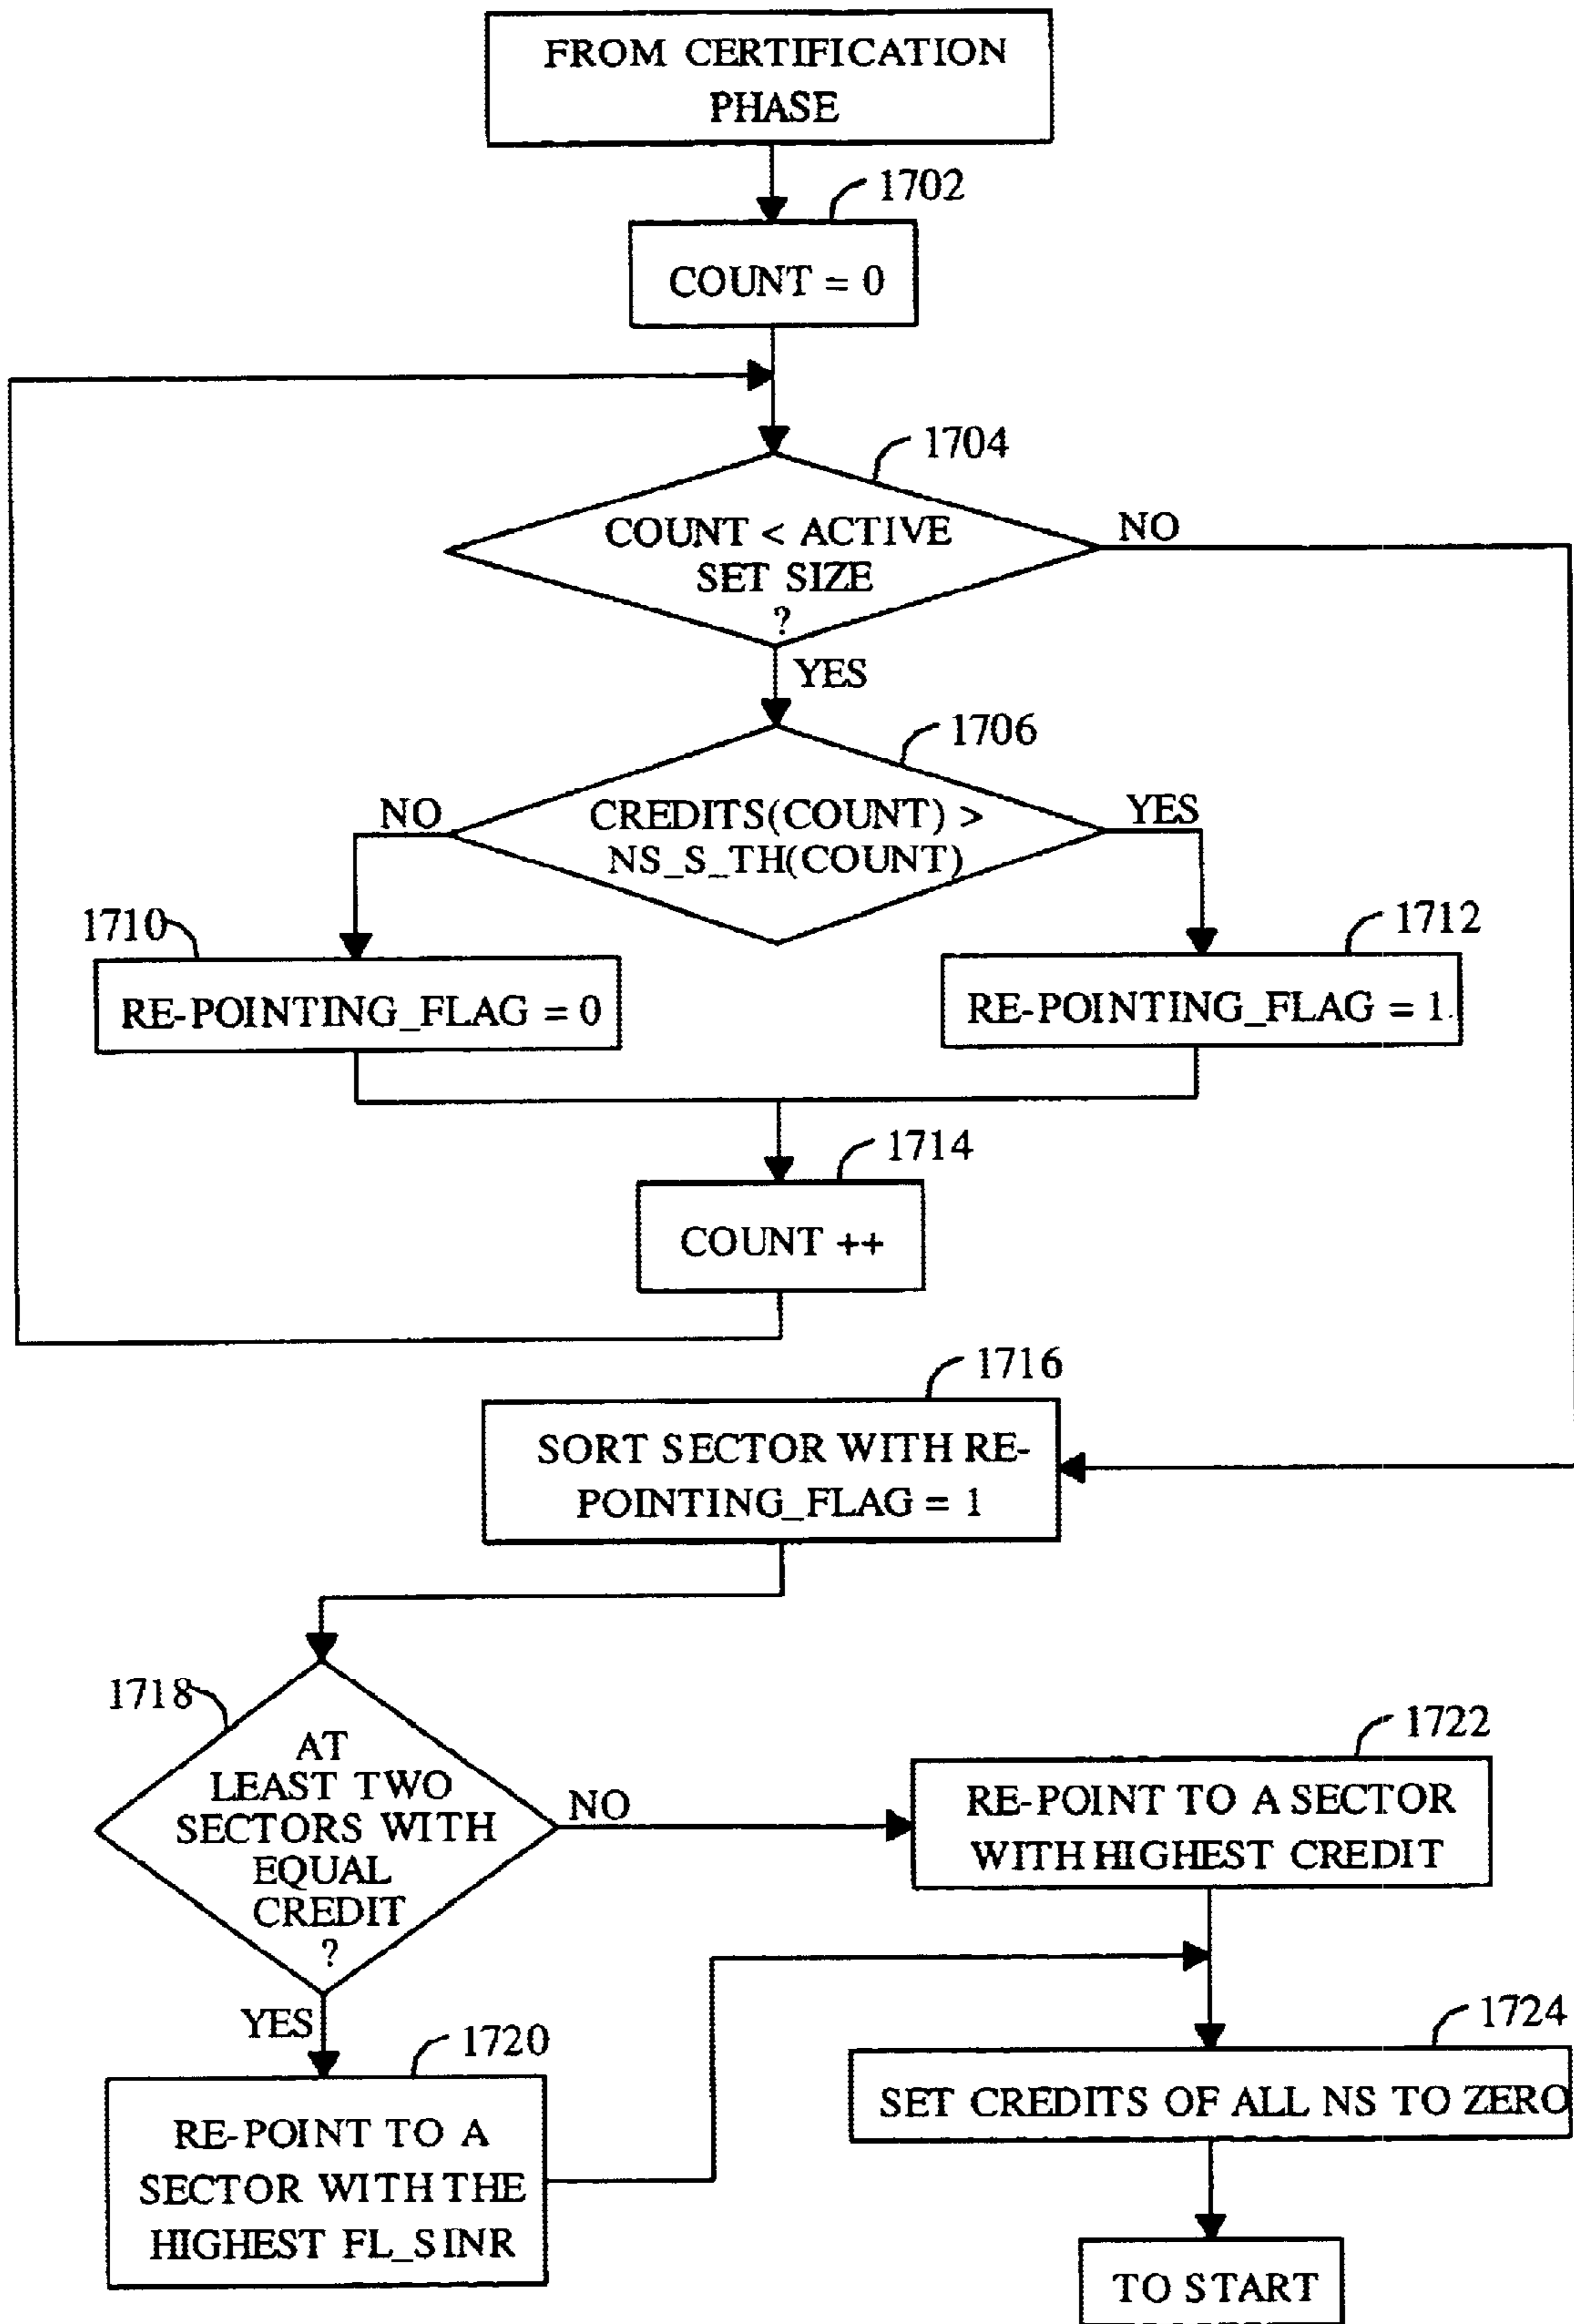 FROM CERTIFICATION
PHASE
1702
COUNT = 0
1704
COUNT < ACTIVE
SET SIZE
?
NO
YES
1706
CREDITS(COUNT) >
NS_S_TH(COUNT)
NO
YES
1710
RE-POINTING_FLAG = 0
1712
RE-POINTING_FLAG = 1.
1714
COUNT ++
1716
SORT SECTOR WITH RE-
POINTING_FLAG = 1
1718
AT
LEAST TWO
SECTORS WITH
EQUAL
CREDIT
?
NO
YES
1722
RE-POINT TO A SECTOR
WITH HIGHEST CREDIT
1720
RE-POINT TO A
SECTOR WITH THE
HIGHEST FL_SINR
1724
SET CREDITS OF ALL NS TO ZERO
TO START